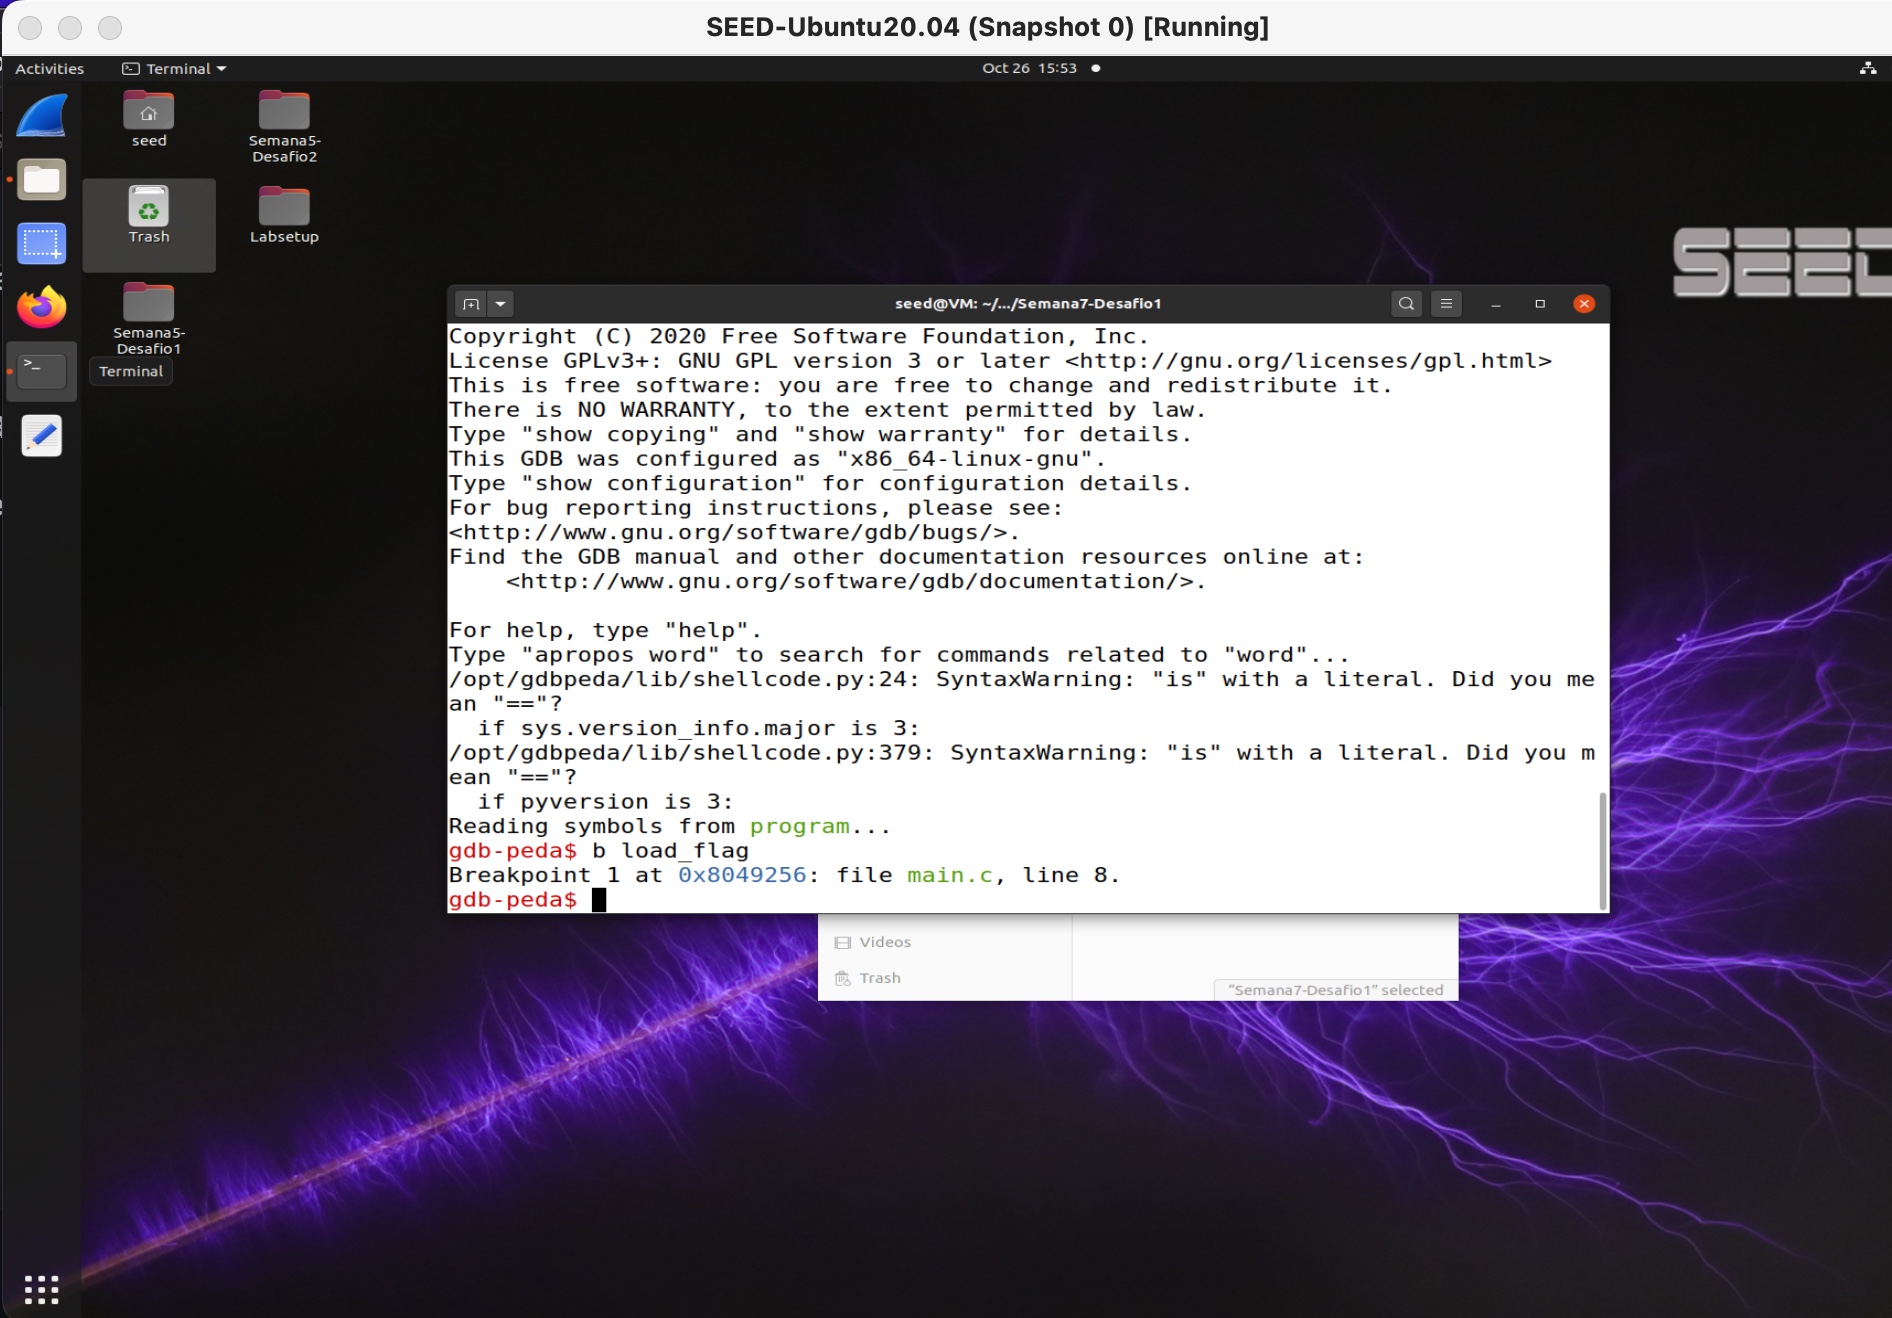 SEED-Ubuntu20.04 (Snapshot 0) [Running]
Activities
Terminal
Oct 26 15:53
seed
Semana5-
Desafio2
Trash
Labsetup
Semana5-
Desafio1
Terminal
seed@VM: ~/.../Semana7-Desafio1
Copyright (C) 2020 Free Software Foundation, Inc.
License GPLv3+: GNU GPL version 3 or later <http://gnu.org/licenses/gpl.html>
This is free software: you are free to change and redistribute it.
There is NO WARRANTY, to the extent permitted by law.
Type "show copying" and "show warranty" for details.
This GDB was configured as "x86_64-linux-gnu".
Type "show configuration" for configuration details.
For bug reporting instructions, please see:
<http://www.gnu.org/software/gdb/bugs/>.
Find the GDB manual and other documentation resources online at:
    <http://www.gnu.org/software/gdb/documentation/>.
For help, type "help".
Type "apropos word" to search for commands related to "word"...
/opt/gdbpeda/lib/shellcode.py:24: SyntaxWarning: "is" with a literal. Did you me
an "=="?
  if sys.version_info.major is 3:
/opt/gdbpeda/lib/shellcode.py:379: SyntaxWarning: "is" with a literal. Did you m
ean "=="?
  if pyversion is 3:
Reading symbols from program...
gdb-peda$ b load_flag
Breakpoint 1 at 0x8049256: file main.c, line 8.
gdb-peda$
Videos
Trash
"Semana7-Desafio1" selected